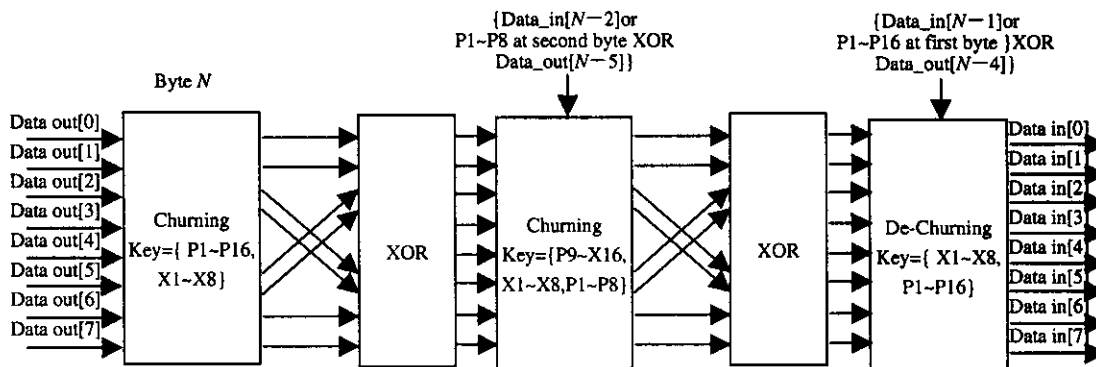 {Data_in[N−2]or
P1~P8 at second byte XOR
Data_out[N−5]}
{Data_in[N−1]or
P1~P16 at first byte }XOR
Data_out[N−4]}
Byte N
Data out[0]
Data out[1]
Data out[2]
Data out[3]
Data out[4]
Data out[5]
Data out[6]
Data out[7]
Churning
Key={ P1~P16,
X1~X8}
XOR
Churning
Key={P9~X16,
X1~X8,P1~P8}
XOR
De-Churning
Key={ X1~X8,
P1~P16}
Data in[0]
Data in[1
Data in[2
Data in[3
Data in[4
Data in[5
Data in[6
Data in[7